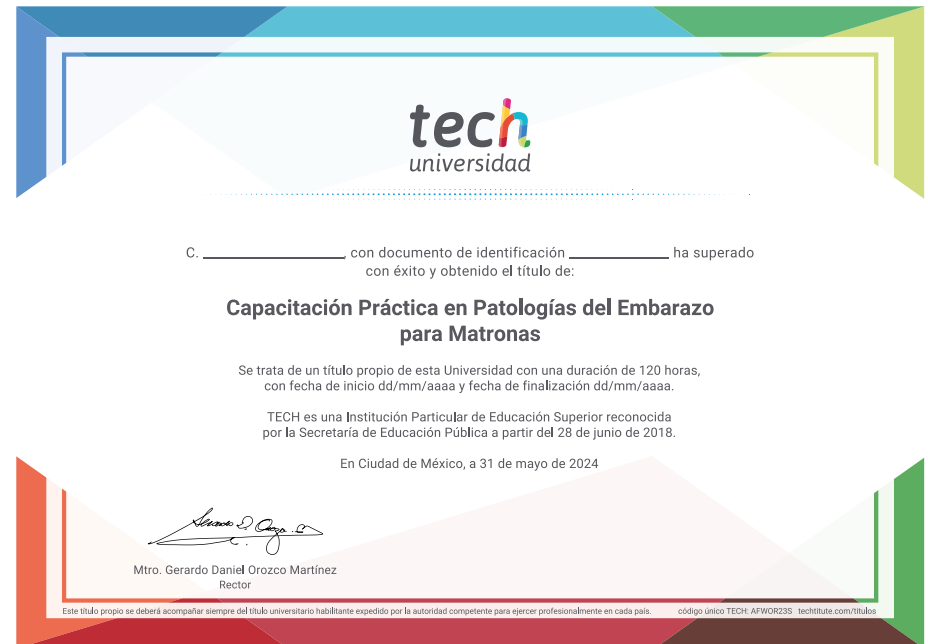 tech
universidad
C. ________________, con documento de identificación ____________ ha superado
con éxito y obtenido el título de:
Capacitación Práctica en Patologías del Embarazo
para Matronas
Se trata de un título propio de esta Universidad con una duración de 120 horas,
con fecha de inicio dd/mm/aaaa y fecha de finalización dd/mm/aaaa.
TECH es una Institución Particular de Educación Superior reconocida
por la Secretaría de Educación Pública a partir del 28 de junio de 2018.
En Ciudad de México, a 31 de mayo de 2024
Mtro. Gerardo Daniel Orozco Martínez
Rector
Este título propio se deberá acompañar siempre del título universitario habilitante expedido por la autoridad competente para ejercer profesionalmente en cada país. código único TECH: AFWOR23S techtitute.com/titulos